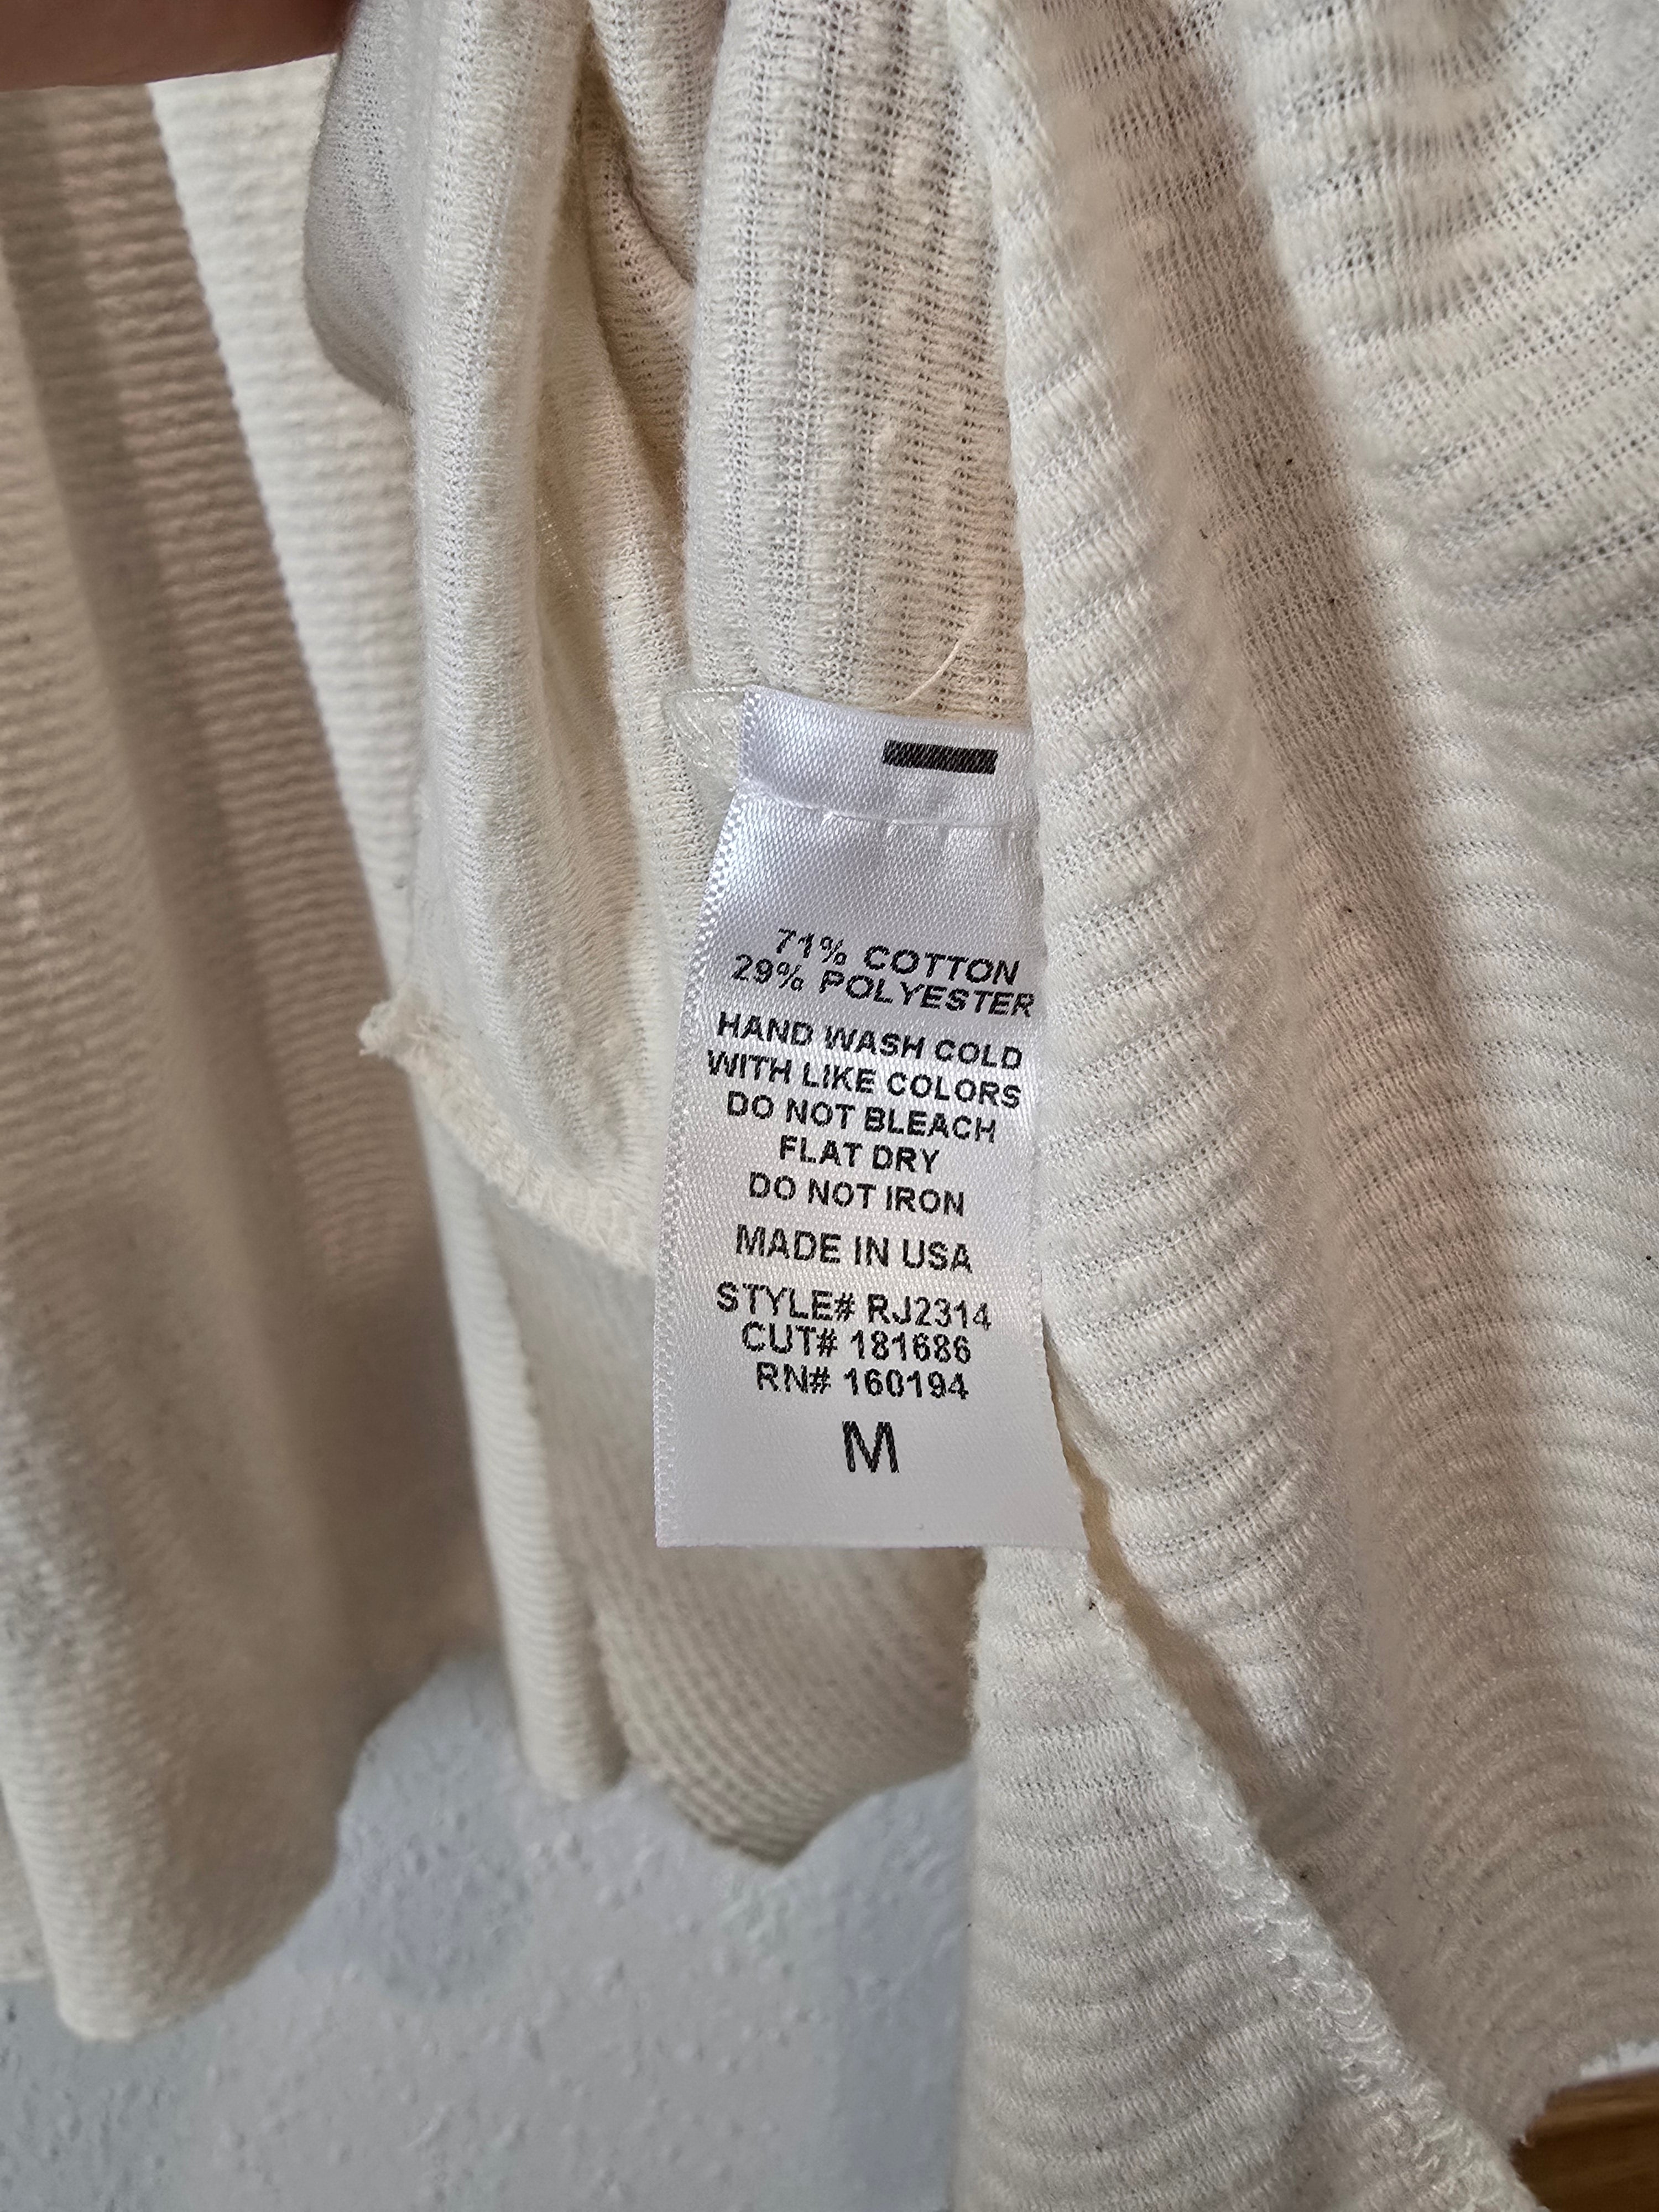 71% COTTON
29% POLYESTER
HAND WASH COLD
WITH LIKE COLORS
DO NOT BLEACH
FLAT DRY
DO NOT IRON
MADE IN USA
STYLE# RJ2314
CUT# 181686
RN# 160194
M